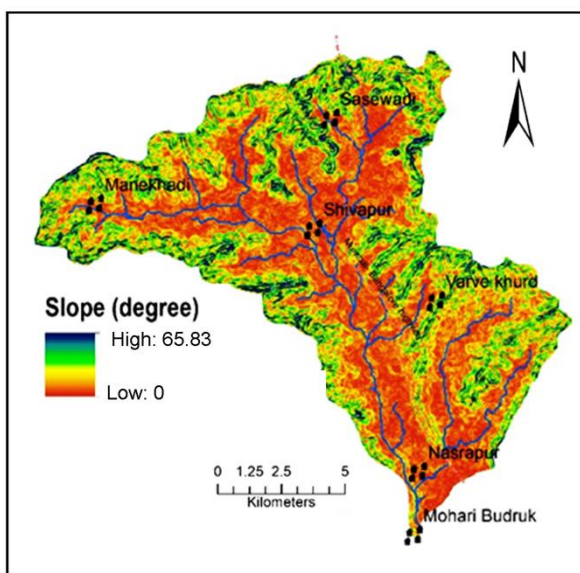 N
Sasewadi
Manekhadi
Shivapur
Varve khurd
Slope (degree)
High: 65.83
Low: 0
Nasrapur
0 1.25 2.5 5
Kilometers
Mohari Budruk